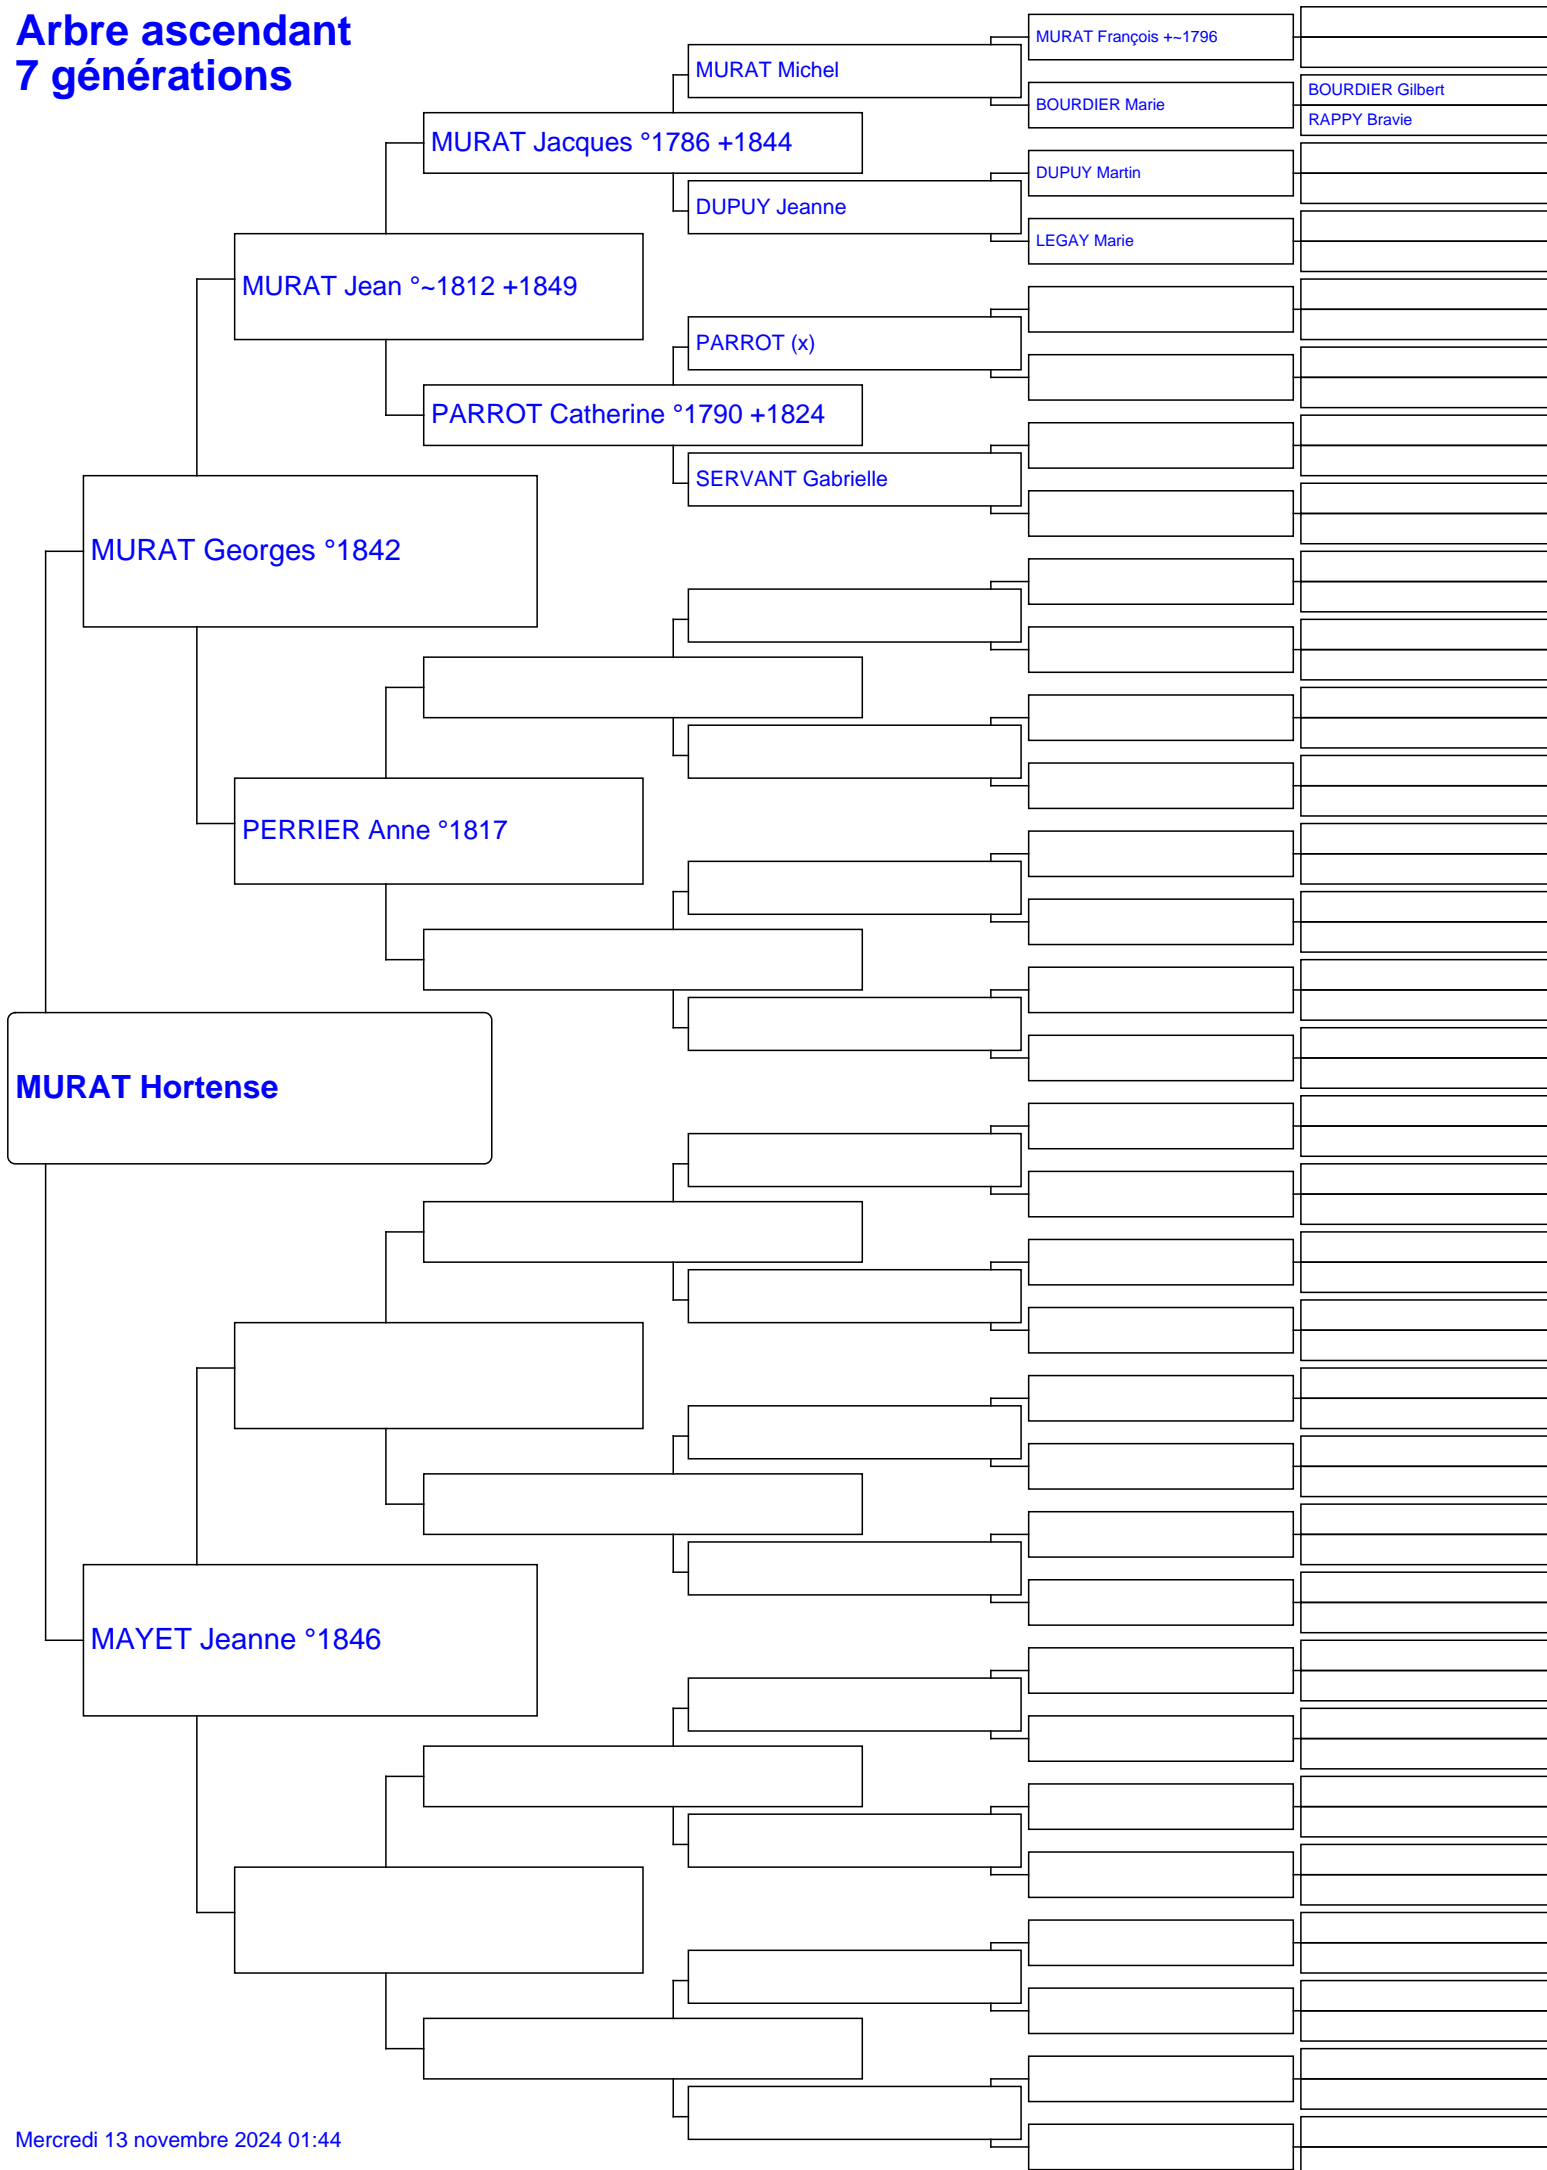 Arbre ascendant
7 générations
MURAT François +~1796
MURAT Michel
BOURDIER Gilbert
BOURDIER Marie
RAPPY Bravie
MURAT Jacques °1786 +1844
DUPUY Martin
DUPUY Jeanne
LEGAY Marie
MURAT Jean °~1812 +1849
PARROT (x)
PARROT Catherine °1790 +1824
SERVANT Gabrielle
MURAT Georges °1842
PERRIER Anne °1817
MURAT Hortense
MAYET Jeanne °1846
Mercredi 13 novembre 2024 01:44